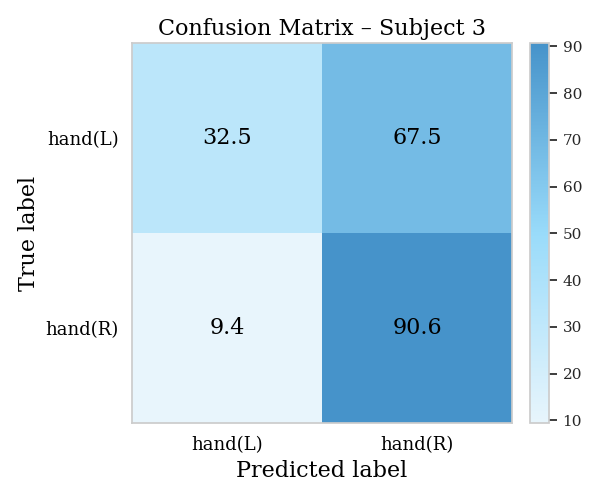 Confusion Matrix – Subject 3
True label
hand(L)
32.5
67.5
hand(R)
9.4
90.6
hand(L)
hand(R)
Predicted label
90
80
70
60
50
40
30
20
10